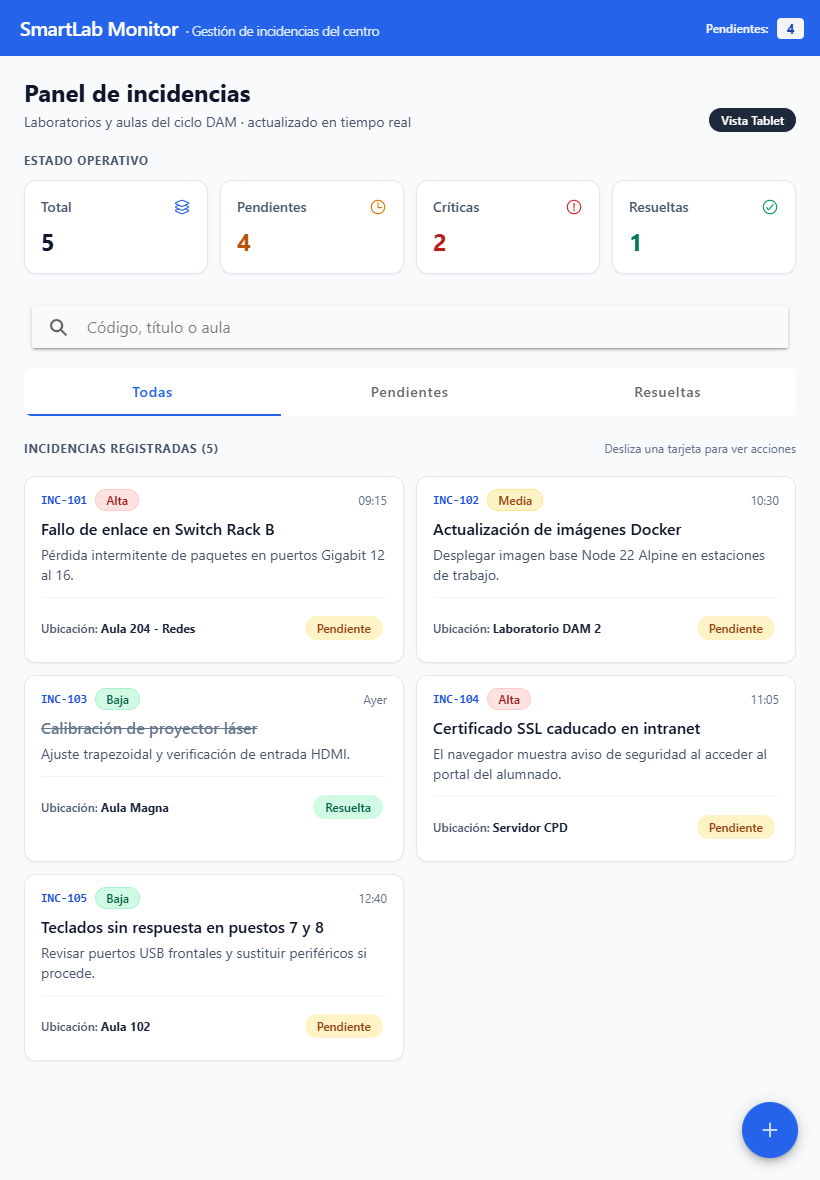 SmartLab Monitor · Gestión de incidencias del centro
Pendientes: 4
Panel de incidencias
Laboratorios y aulas del ciclo DAM · actualizado en tiempo real
Vista Tablet
ESTADO OPERATIVO
Total
5
Pendientes
4
Críticas
2
Resueltas
1
Código, título o aula
Todas
Pendientes
Resueltas
INCIDENCIAS REGISTRADAS (5)
Desliza una tarjeta para ver acciones
INC-101 Alta 09:15
Fallo de enlace en Switch Rack B
Pérdida intermitente de paquetes en puertos Gigabit 12
al 16.
Ubicación: Aula 204 - Redes Pendiente
INC-102 Media 10:30
Actualización de imágenes Docker
Desplegar imagen base Node 22 Alpine en estaciones
de trabajo.
Ubicación: Laboratorio DAM 2 Pendiente
INC-103 Baja Ayer
Calibración de proyector láser
Ajuste trapezoidal y verificación de entrada HDMI.
Ubicación: Aula Magna Resuelta
INC-104 Alta 11:05
Certificado SSL caducado en intranet
El navegador muestra aviso de seguridad al acceder al
portal del alumnado.
Ubicación: Servidor CPD Pendiente
INC-105 Baja 12:40
Teclados sin respuesta en puestos 7 y 8
Revisar puertos USB frontales y sustituir periféricos si
procede.
Ubicación: Aula 102 Pendiente